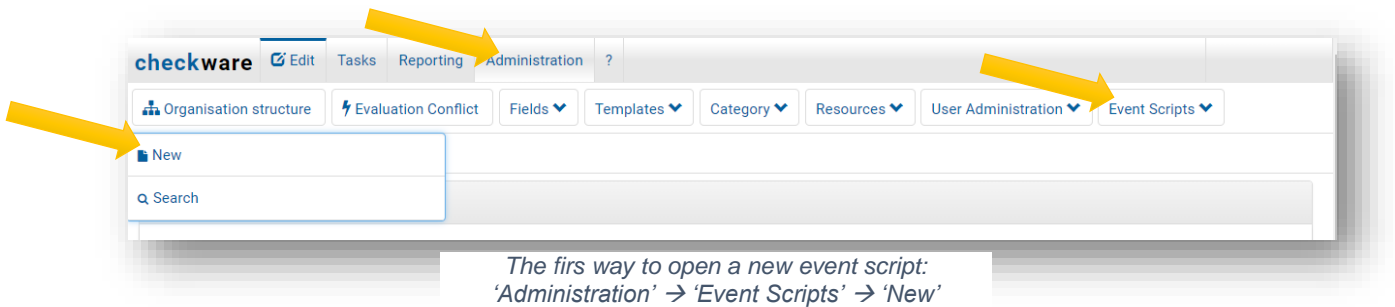 checkware Edit Tasks Reporting Administration ?
Organisation structure Evaluation Conflict Fields Templates Category Resources User Administration Event Scripts
New
Search
The firs way to open a new event script:
‘Administration’ → ‘Event Scripts’ → ‘New’